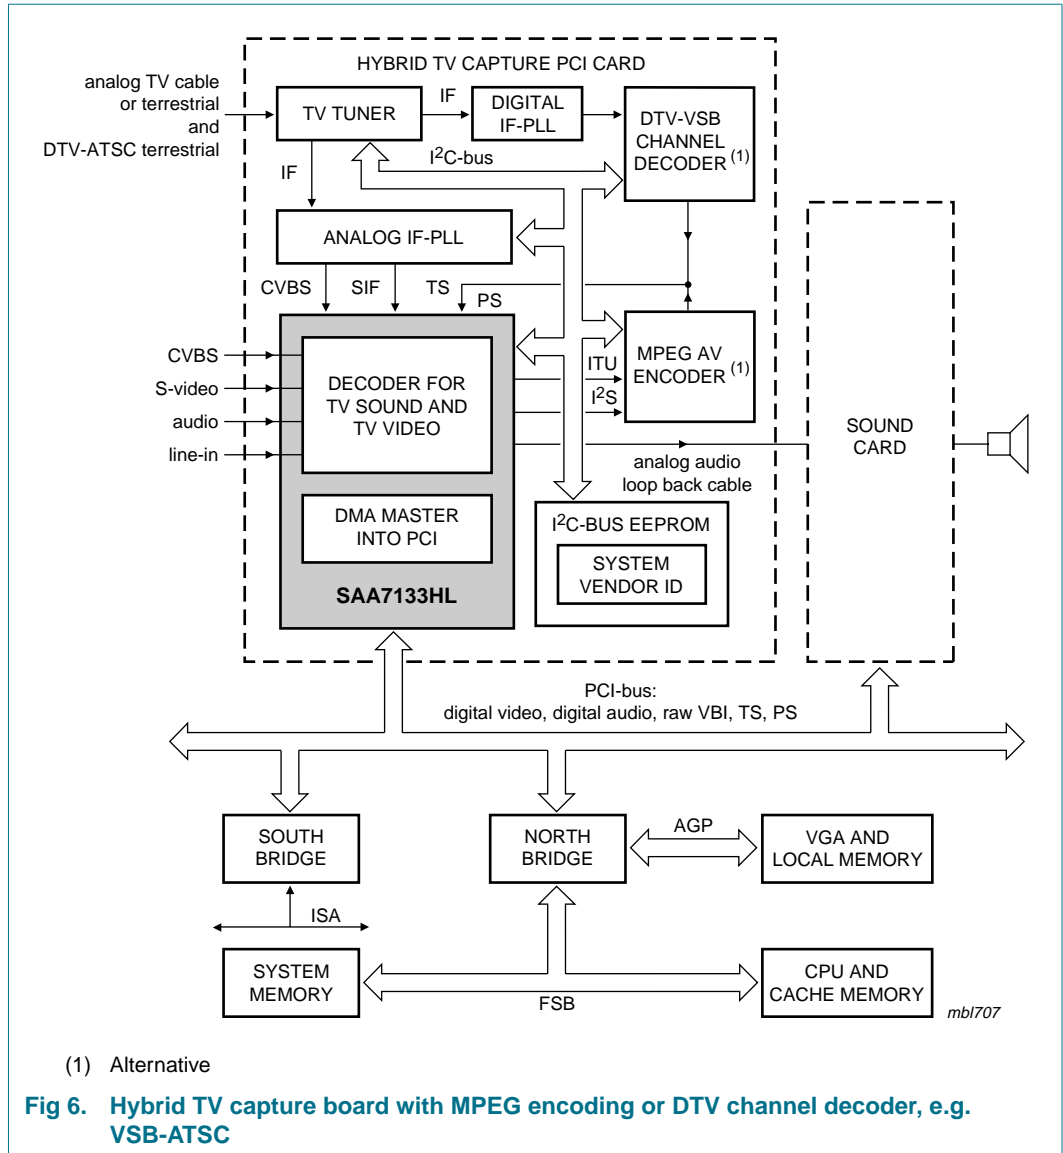 HYBRID TV CAPTURE PCI CARD
analog TV cable
or terrestrial
and
DTV-ATSC terrestrial
TV TUNER
IF
DIGITAL
IF-PLL
DTV-VSB
CHANNEL
DECODER (1)
I2C-bus
IF
ANALOG IF-PLL
CVBS
SIF
TS
PS
CVBS
S-video
audio
line-in
DECODER FOR
TV SOUND AND
TV VIDEO
ITU
I2S
MPEG AV
ENCODER (1)
SOUND
CARD
analog audio
loop back cable
DMA MASTER
INTO PCI
SAA7133HL
I2C-BUS EEPROM
SYSTEM
VENDOR ID
PCI-bus:
digital video, digital audio, raw VBI, TS, PS
SOUTH
BRIDGE
NORTH
BRIDGE
AGP
VGA AND
LOCAL MEMORY
ISA
SYSTEM
MEMORY
FSB
CPU AND
CACHE MEMORY
mbl707
(1) Alternative
Fig 6. Hybrid TV capture board with MPEG encoding or DTV channel decoder, e.g.
VSB-ATSC